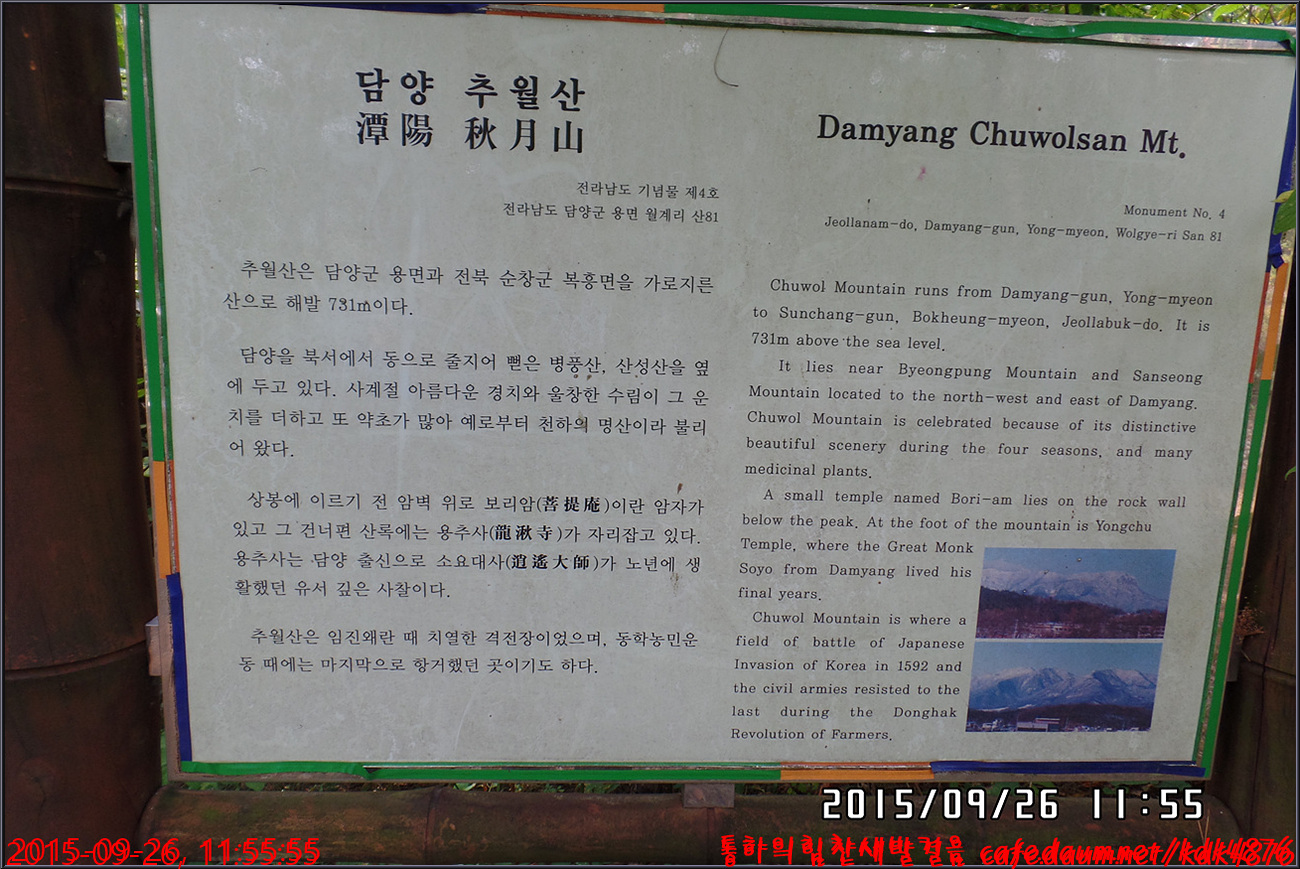 담양 추월산
潭陽 秋月山
전라남도 기념물 제4호
전라남도 담양군 용면 월계리 산81
추월산은 담양군 용면과 전북 순창군 복흥면을 가로지른
산으로 해발 731m이다.
담양을 북서에서 동으로 줄지어 뻗은 병풍산, 산성산을 옆
에 두고 있다. 사계절 아름다운 경치와 울창한 수림이 그 운
치를 더하고 또 약초가 많아 예로부터 천하의 명산이라 불리
어 왔다.
상봉에 이르기 전 암벽 위로 보리암(菩提庵)이란 암자가
있고 그 건너편 산록에는 용추사(龍湫寺)가 자리잡고 있다.
용추사는 담양 출신으로 소요대사(逍遙大師)가 노년에 생
활했던 유서 깊은 사찰이다.
추월산은 임진왜란 때 치열한 격전장이었으며, 동학농민운
동 때에는 마지막으로 항거했던 곳이기도 하다.
Damyang Chuwolsan Mt.
Monument No. 4
Jeollanam-do, Damyang-gun, Yong-myeon, Wolgye-ri San 81
Chuwol Mountain runs from Damyang-gun, Yong-myeon
to Sunchang-gun, Bokheung-myeon, Jeollabuk-do. It is
731m above the sea level.
It lies near Byeongpung Mountain and Sanseong
Mountain located to the north-west and east of Damyang.
Chuwol Mountain is celebrated because of its distinctive
beautiful scenery during the four seasons, and many
medicinal plants.
A small temple named Bori-am lies on the rock wall
below the peak. At the foot of the mountain is Yongchu
Temple, where the Great Monk
Soyo from Damyang lived his
final years.
Chuwol Mountain is where a
field of battle of Japanese
Invasion of Korea in 1592 and
the civil armies resisted to the
last during the Donghak
Revolution of Farmers.
2015/09/26 11:55
2015-09-26, 11:55:55
통하의힘찬새발걸음 cafe.daum.net/kdk4876